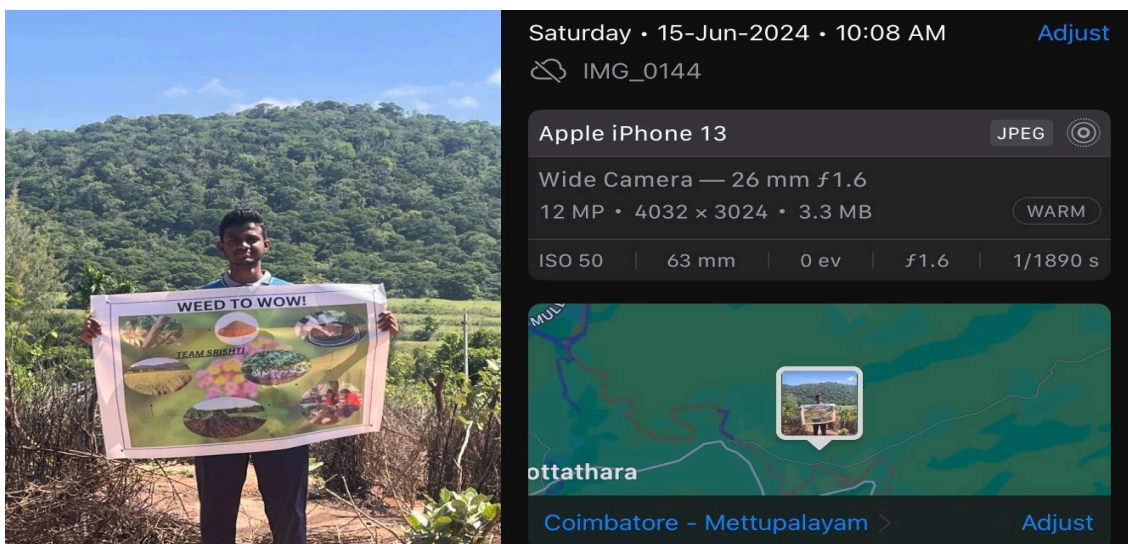 WEED TO WOW!
TEAM SRISHTI
Saturday • 15-Jun-2024 • 10:08 AM
Adjust
IMG_0144
Apple iPhone 13
JPEG
Wide Camera — 26 mm ƒ1.6
12 MP • 4032 × 3024 • 3.3 MB
WARM
ISO 50 | 63 mm | 0 ev | ƒ1.6 | 1/1890 s
MULL
ottathara
Coimbatore – Mettupalayam >
Adjust